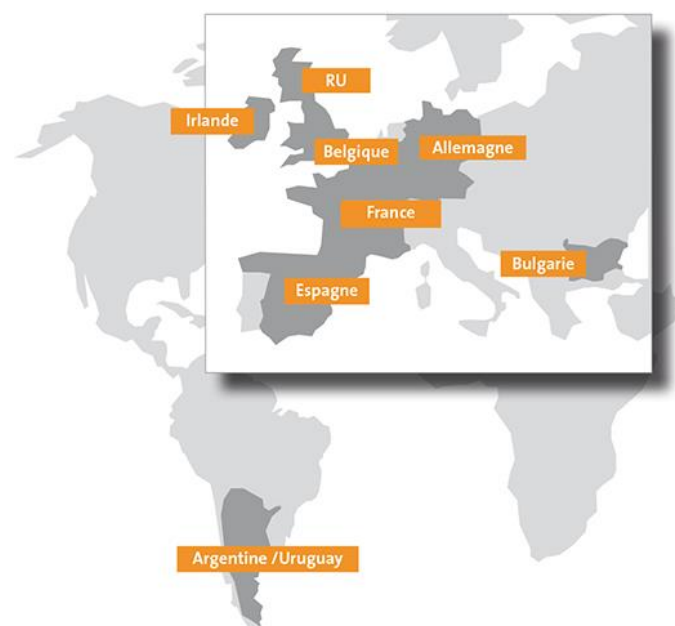 RU
Irlande
Belgique
Allemagne
France
Bulgarie
Espagne
Argentine /Uruguay